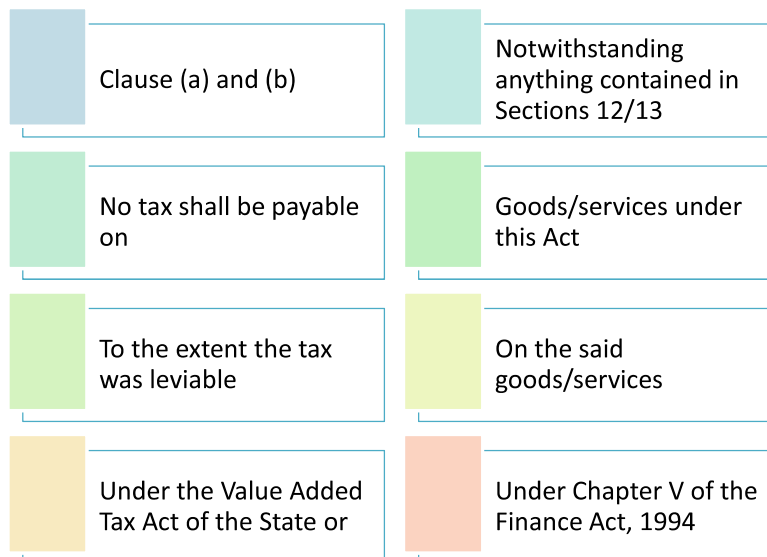 Clause (a) and (b)
Notwithstanding
anything contained in
Sections 12/13
No tax shall be payable
on
Goods/services under
this Act
To the extent the tax
was leviable
On the said
goods/services
Under the Value Added
Tax Act of the State or
Under Chapter V of the
Finance Act, 1994